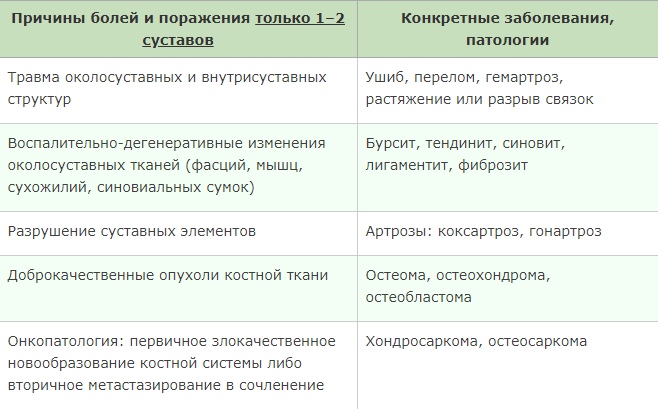 Причины болей и поражения только 1–2
суставов
Конкретные заболевания,
патологии
Травма околосуставных и внутрисуставных
структур
Ушиб, перелом, гемартроз,
растяжение или разрыв связок
Воспалительно-дегенеративные изменения
околосуставных тканей (фасций, мышц,
сухожилий, синовиальных сумок)
Бурсит, тендинит, синовит,
лигаментит, фиброзит
Разрушение суставных элементов
Артрозы: коксартроз, гонартроз
Доброкачественные опухоли костной ткани
Остеома, остеохондрома,
остеобластома
Онкопатология: первичное злокачественное
новообразование костной системы либо
вторичное метастазирование в сочленение
Хондросаркома, остеосаркома